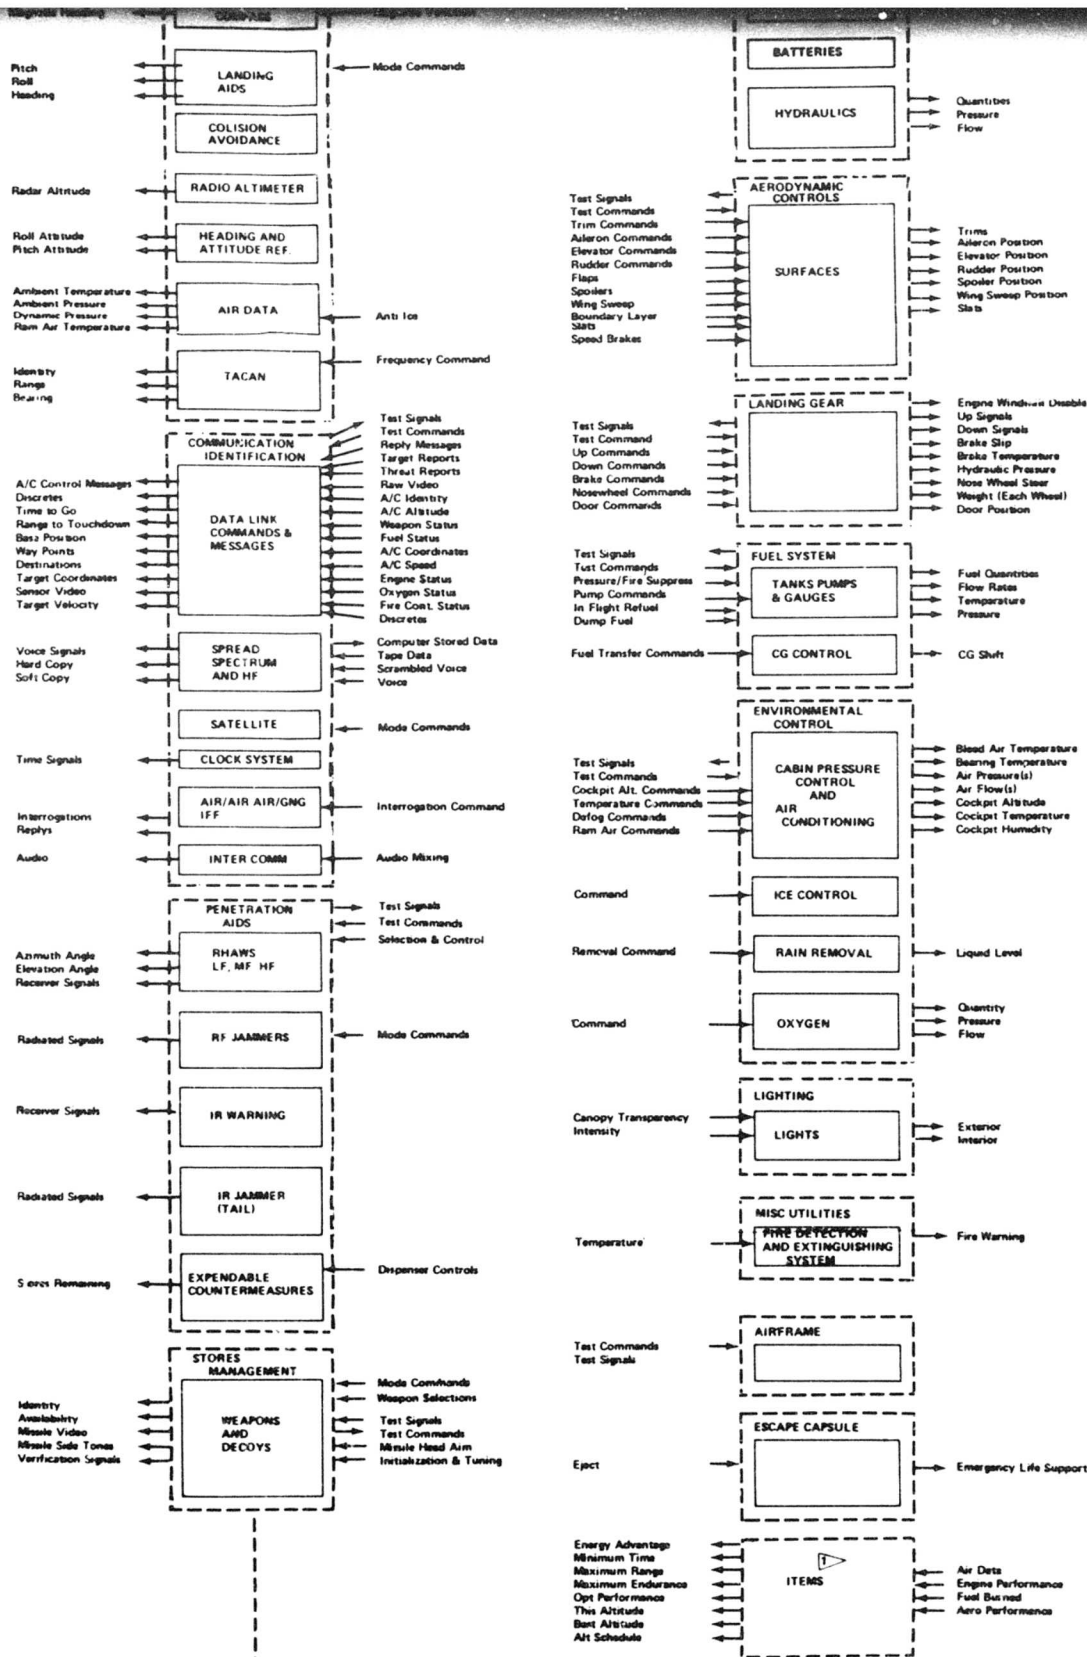 COMPASS
Pitch
Roll
Heading
LANDING
AIDS
Mode Commands
COLISION
AVOIDANCE
Radar Altitude
RADIO ALTIMETER
Roll Attitude
Pitch Attitude
HEADING AND
ATTITUDE REF.
Ambient Temperature
Ambient Pressure
Dynamic Pressure
Ram Air Temperature
AIR DATA
Anti Ice
Frequency Command
Identity
Range
Bearing
TACAN
COMMUNICATION
IDENTIFICATION
Test Signals
Test Commands
Reply Messages
Target Reports
Threat Reports
Raw Video
A/C Identity
A/C Altitude
Weapon Status
Fuel Status
A/C Coordinates
A/C Speed
Engine Status
Oxygen Status
Fire Cont. Status
Discretes
A/C Control Messages
Discretes
Time to Go
Range to Touchdown
Base Position
Way Points
Destinations
Target Coordinates
Sensor Video
Target Velocity
DATA LINK
COMMANDS &
MESSAGES
Voice Signals
Hard Copy
Soft Copy
SPREAD
SPECTRUM
AND HF
Computer Stored Data
Tape Data
Scrambled Voice
Voice
SATELLITE
Mode Commands
Time Signals
CLOCK SYSTEM
AIR/AIR AIR/GNG
IFF
Interrogation Command
Interrogations
Replys
Audio
INTER COMM
Audio Mixing
PENETRATION
AIDS
Test Signals
Test Commands
Selection & Control
Azimuth Angle
Elevation Angle
Receiver Signals
RHAWS
LF, MF HF
Radiated Signals
RF JAMMERS
Mode Commands
Receiver Signals
IR WARNING
Radiated Signals
IR JAMMER
(TAIL)
Dispenser Controls
S ores Remaining
EXPENDABLE
COUNTERMEASURES
STORES
MANAGEMENT
Mode Commands
Weapon Selections
Test Signals
Test Commands
Missile Head Aim
Initialization & Tuning
Identity
Availability
Missile Video
Missile Side Tones
Verification Signals
WEAPONS
AND
DECOYS
BATTERIES
HYDRAULICS
Quantities
Pressure
Flow
AERODYNAMIC
CONTROLS
Test Signals
Test Commands
Trim Commands
Aileron Commands
Elevator Commands
Rudder Commands
Flaps
Spoilers
Wing Sweep
Boundary Layer
Slats
Speed Brakes
SURFACES
Trims
Aileron Position
Elevator Position
Rudder Position
Spoiler Position
Wing Sweep Position
Slats
LANDING GEAR
Test Signals
Test Command
Up Commands
Down Commands
Brake Commands
Nosewheel Commands
Door Commands
Engine Windmill Disable
Up Signals
Down Signals
Brake Slip
Brake Temperature
Hydraulic Pressure
Nose Wheel Steer
Weight (Each Wheel)
Door Position
FUEL SYSTEM
Test Signals
Test Commands
Pressure/Fire Suppress
Pump Commands
In Flight Refuel
Dump Fuel
TANKS PUMPS
& GAUGES
Fuel Quantities
Flow Rates
Temperature
Pressure
Fuel Transfer Commands
CG CONTROL
CG Shift
ENVIRONMENTAL
CONTROL
Test Signals
Test Commands
Cockpit Alt. Commands
Temperature Commands
Defog Commands
Ram Air Commands
CABIN PRESSURE
CONTROL
AND
AIR
CONDITIONING
Bleed Air Temperature
Bearing Temperature
Air Pressure(s)
Air Flow(s)
Cockpit Altitude
Cockpit Temperature
Cockpit Humidity
Command
ICE CONTROL
Removal Command
RAIN REMOVAL
Liquid Level
Command
OXYGEN
Quantity
Pressure
Flow
LIGHTING
Canopy Transparency
Intensity
LIGHTS
Exterior
Interior
MISC UTILITIES
Temperature
FIRE DETECTION
AND EXTINGUISHING
SYSTEM
Fire Warning
AIRFRAME
Test Commands
Test Signals
ESCAPE CAPSULE
Eject
Emergency Life Support
Energy Advantage
Minimum Time
Maximum Range
Maximum Endurance
Opt Performance
This Altitude
Best Altitude
Alt Schedule
1
ITEMS
Air Data
Engine Performance
Fuel Burned
Aero Performance